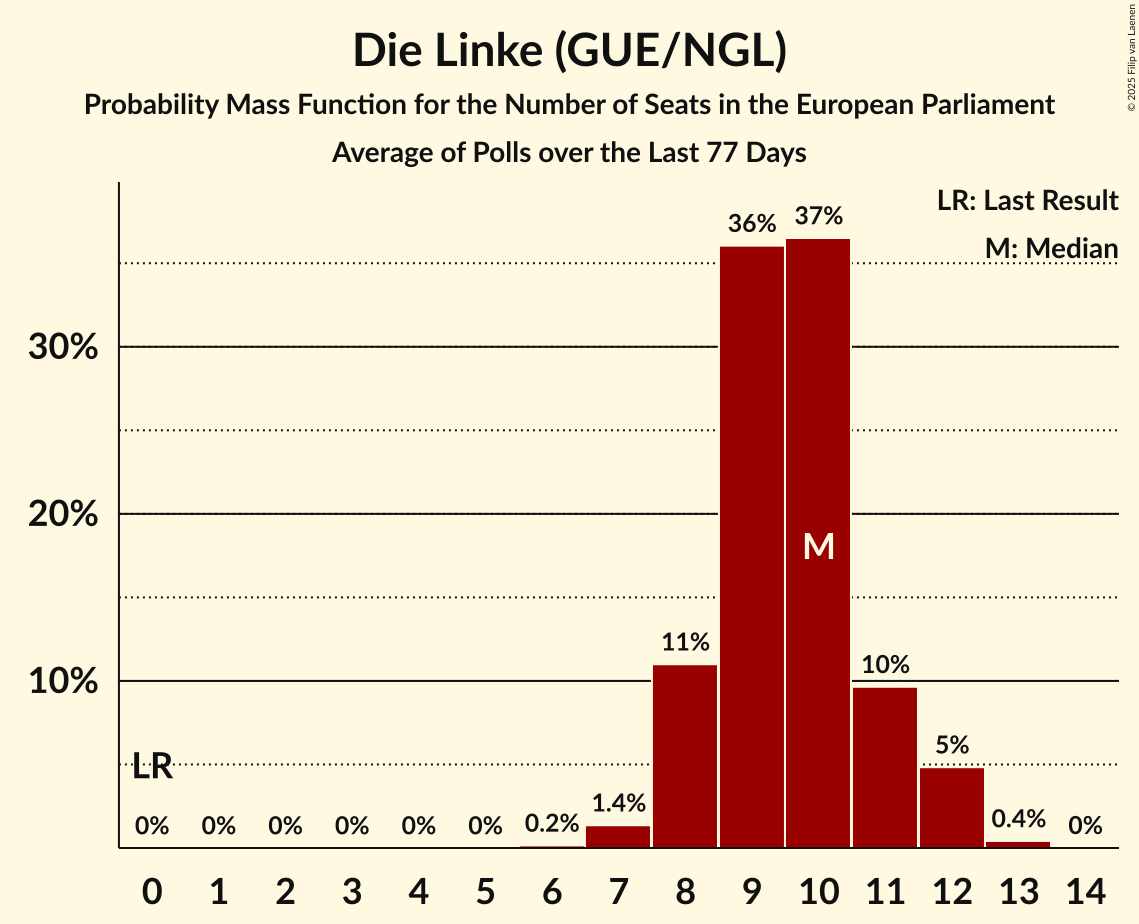 Die Linke (GUE/NGL)
Probability Mass Function for the Number of Seats in the European Parliament
Average of Polls over the Last 77 Days
© 2025 Filip van Laenen
LR: Last Result
M: Median
36%
37%
30%
20%
M
11%
10%
10%
5%
LR
0%
0%
0%
0%
0%
0%
0.2%
1.4%
0.4%
0%
0 1 2 3 4 5 6 7 8 9 10 11 12 13 14